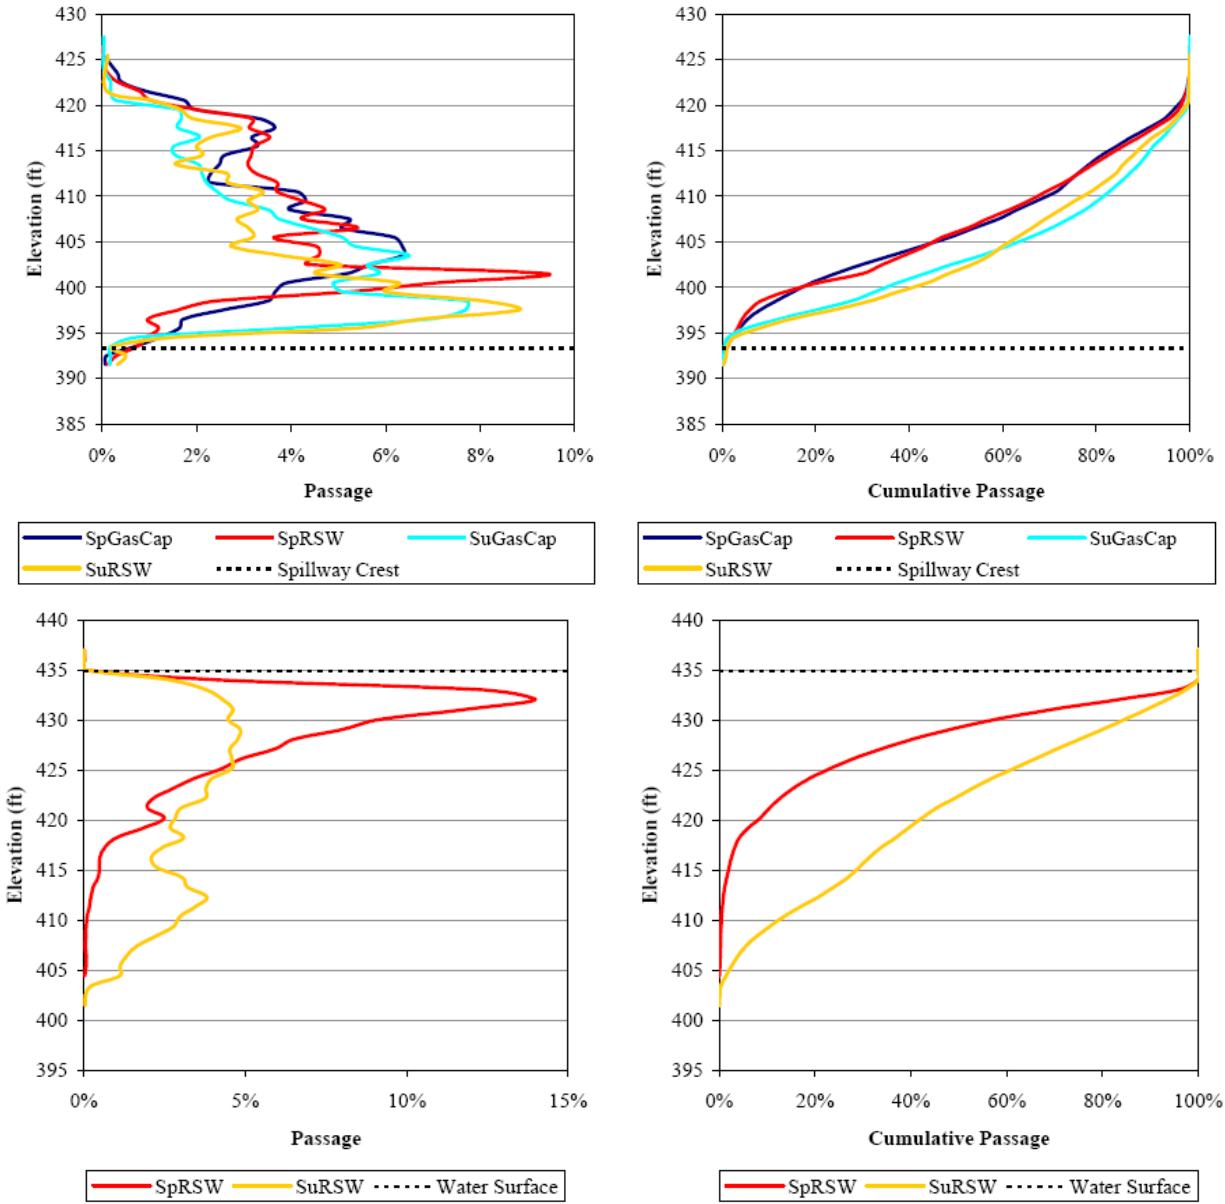 430
425
420
415
410
405
400
395
390
385
Elevation (ft)
0% 2% 4% 6% 8% 10%
Passage
SpGasCap SpRSW SuGasCap
SuRSW Spillway Crest
430
425
420
415
410
405
400
395
390
385
Elevation (ft)
0% 20% 40% 60% 80% 100%
Cumulative Passage
SpGasCap SpRSW SuGasCap
SuRSW Spillway Crest
440
435
430
425
420
415
410
405
400
395
Elevation (ft)
0% 5% 10% 15%
Passage
SpRSW SuRSW Water Surface
440
435
430
425
420
415
410
405
400
395
Elevation (ft)
0% 20% 40% 60% 80% 100%
Cumulative Passage
SpRSW SuRSW Water Surface